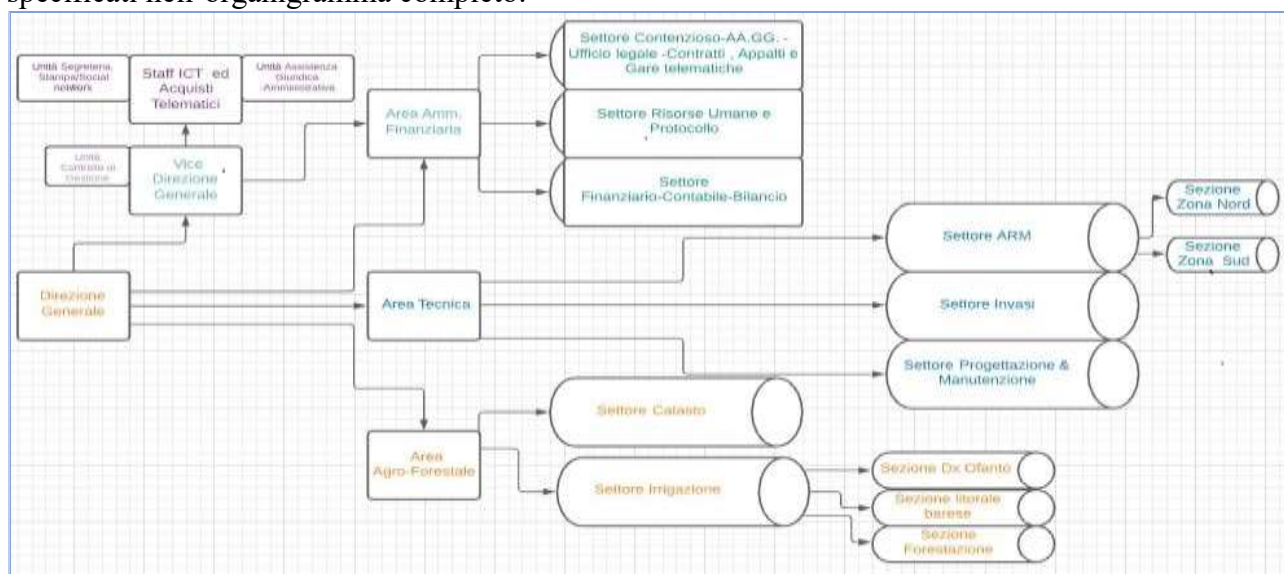 specificati nell'organigramma completo.
Unità Segreteria,
Stampa/Social
network
Staff ICT ed
Acquisti
Telematici
Unità Assistenza
Giuridica
Amministrativa
Unità
Controllo di
Gestione
Vice
Direzione
Generale
Direzione
Generale
Area Amm.
Finanziaria
Settore Contenzioso-AA.GG. -
Ufficio legale -Contratti , Appalti e
Gare telematiche
Settore Risorse Umane e
Protocollo
Settore
Finanziario-Contabile-Bilancio
Area Tecnica
Settore ARM
Sezione
Zona Nord
Sezione
Zona Sud
Settore Invasi
Settore Progettazione &
Manutenzione
Area
Agro-Forestale
Settore Catasto
Settore Irrigazione
Sezione Dx Ofanto
Sezione litorale
barese
Sezione
Forestazione